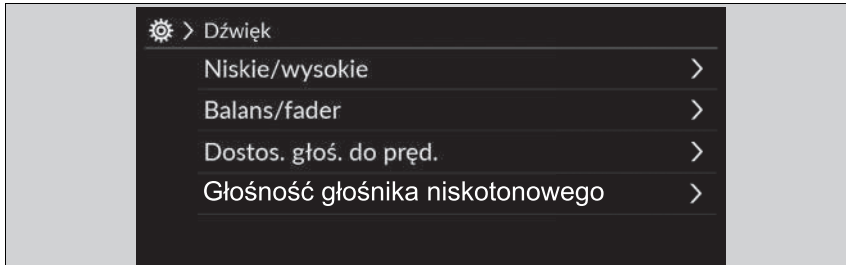 > Dźwięk
Niskie/wysokie >
Balans/fader >
Dostos. głoś. do pręd. >
Głośność głośnika niskotonowego >